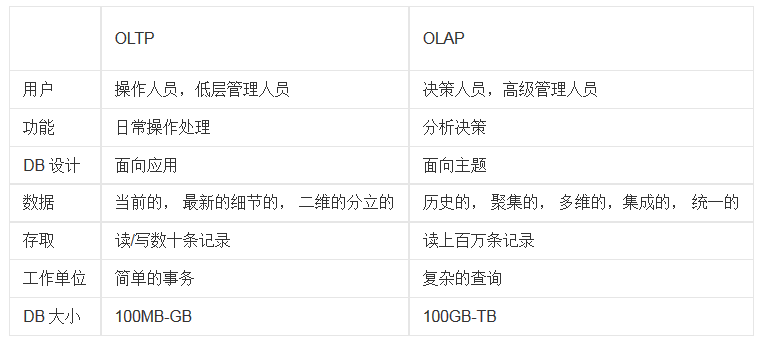 OLTP OLAP
用户 操作人员，低层管理人员 决策人员，高级管理人员
功能 日常操作处理 分析决策
DB 设计 面向应用 面向主题
数据 当前的， 最新的细节的， 二维的分立的 历史的， 聚集的， 多维的，集成的， 统一的
存取 读/写数十条记录 读上百万条记录
工作单位 简单的事务 复杂的查询
DB 大小 100MB-GB 100GB-TB